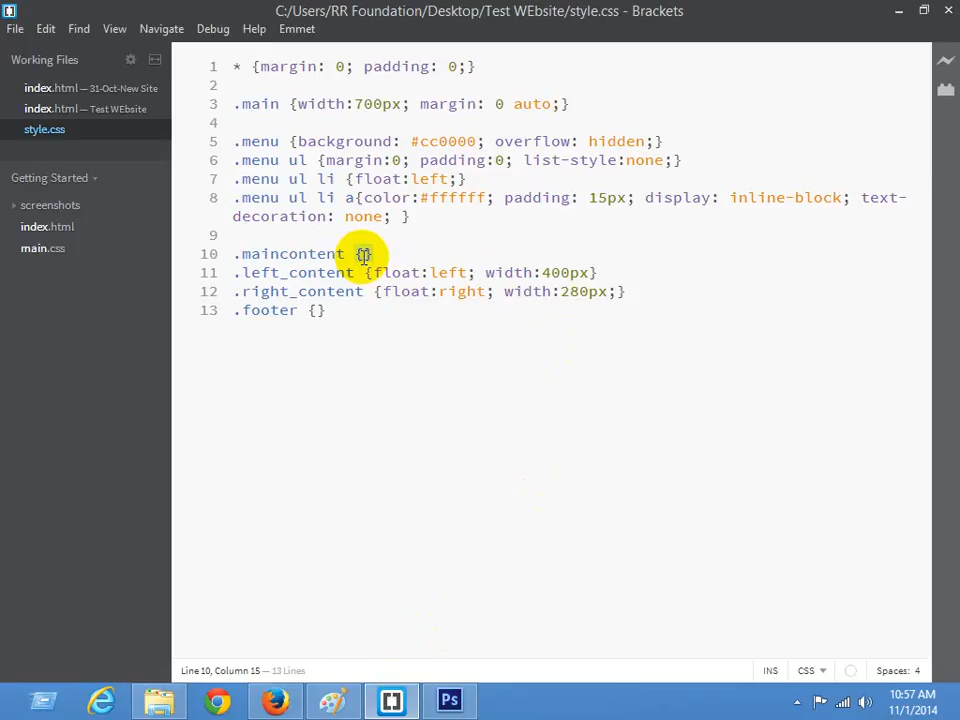 C:/Users/RR Foundation/Desktop/Test WEbsite/style.css - Brackets
File Edit Find View Navigate Debug Help Emmet
Working Files
index.html — 31-Oct-New Site
index.html — Test WEbsite
style.css
Getting Started
screenshots
index.html
main.css
1 * {margin: 0; padding: 0;}
2
3 .main {width:700px; margin: 0 auto;}
4
5 .menu {background: #cc0000; overflow: hidden;}
6 .menu ul {margin:0; padding:0; list-style:none;}
7 .menu ul li {float:left;}
8 .menu ul li a{color:#ffffff; padding: 15px; display: inline-block; text-
decoration: none; }
9
10 .maincontent {}
11 .left_content {float:left; width:400px}
12 .right_content {float:right; width:280px;}
13 .footer {}
Line 10, Column 15 — 13 Lines
INS CSS Spaces: 4
Ps
10:57 AM
11/1/2014